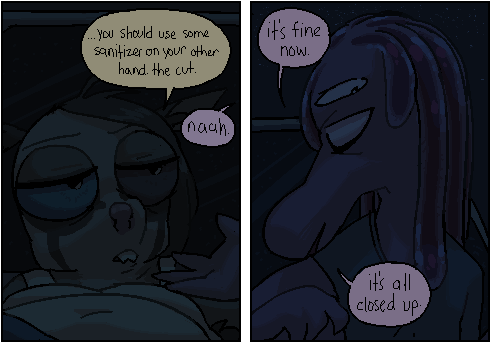 ...you should use some
sanitizer on your other
hand. the cut.
naah.
it's fine
now.
it's all
closed up.